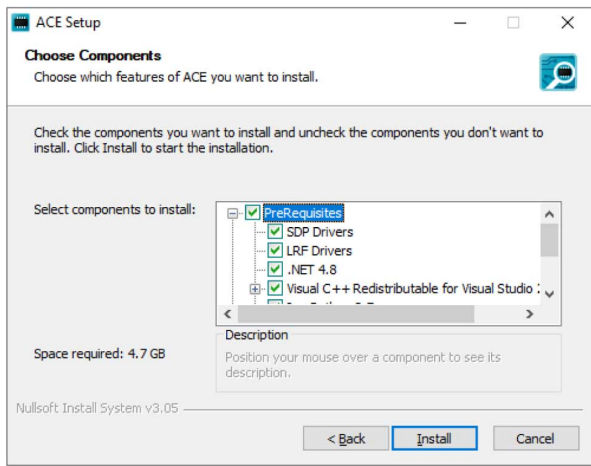 ACE Setup
Choose Components
Choose which features of ACE you want to install.
Check the components you want to install and uncheck the components you don't want to
install. Click Install to start the installation.
Select components to install:
PreRequisites
SDP Drivers
LRF Drivers
.NET 4.8
Visual C++ Redistributable for Visual Studio
Description
Space required: 4.7 GB
Position your mouse over a component to see its
description.
Nullsoft Install System v3.05
< Back
Install
Cancel